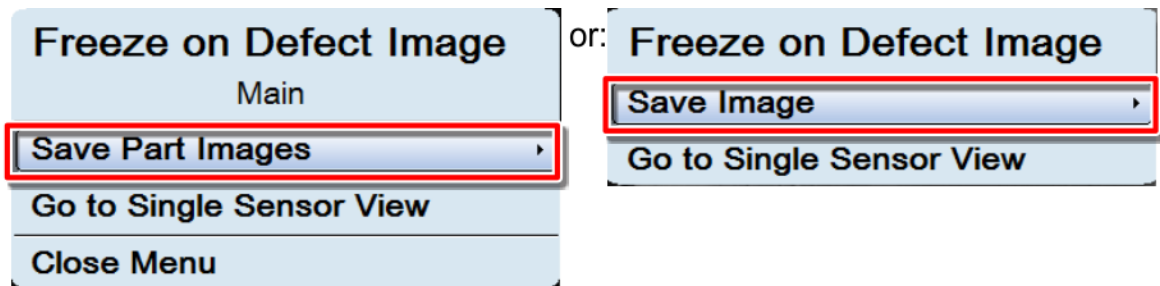 Freeze on Defect Image
Main
Save Part Images
Go to Single Sensor View
Close Menu
or:
Freeze on Defect Image
Save Image
Go to Single Sensor View